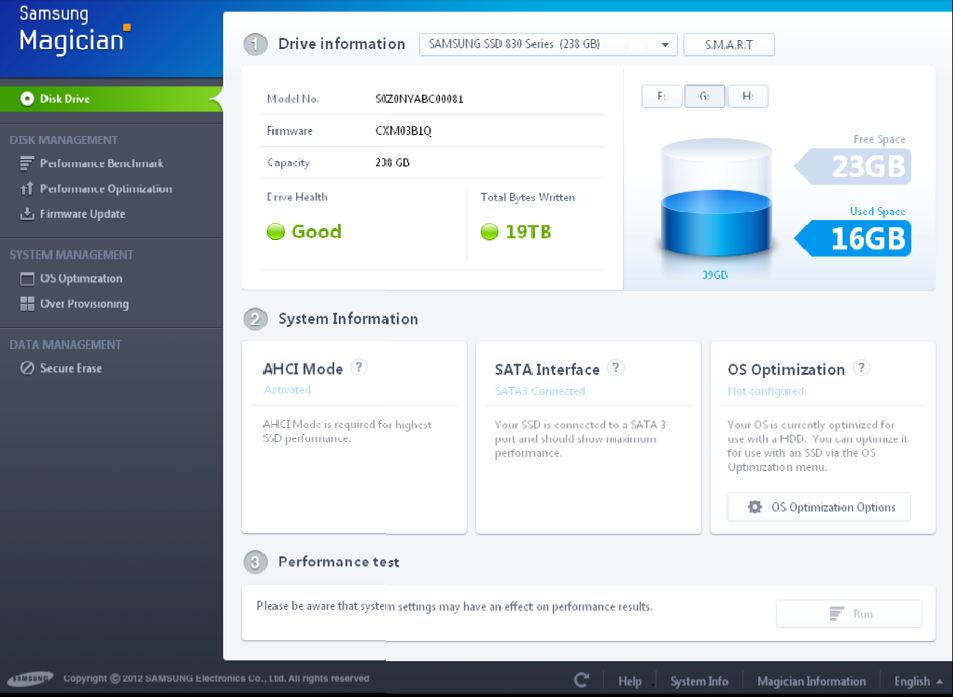 Samsung
Magician
Disk Drive
DISK MANAGEMENT
Performance Benchmark
Performance Optimization
Firmware Update
SYSTEM MANAGEMENT
OS Optimization
Over Provisioning
DATA MANAGEMENT
Secure Erase
1 Drive information SAMSUNG SSD 830 Series (238 GB) S.M.A.R.T
Model No. S0Z0NYABC00081
Firmware CXM03B1Q
Capacity 238 GB
Drive Health Total Bytes Written
Good 19TB
G: H:
Free Space
23GB
Used Space
16GB
39GB
2 System Information
AHCI Mode ?
Activated
AHCI Mode is required for highest
SSD performance.
SATA Interface ?
SATA3 Connected
Your SSD is connected to a SATA 3
port and should show maximum
performance.
OS Optimization ?
Not configured
Your OS is currently optimized for
use with a HDD. You can optimize it
for use with an SSD via the OS
Optimization menu.
OS Optimization Options
3 Performance test
Please be aware that system settings may have an effect on performance results.
Run
SAMSUNG Copyright © 2012 SAMSUNG Electronics Co., Ltd. All rights reserved
Help System Info Magician Information English